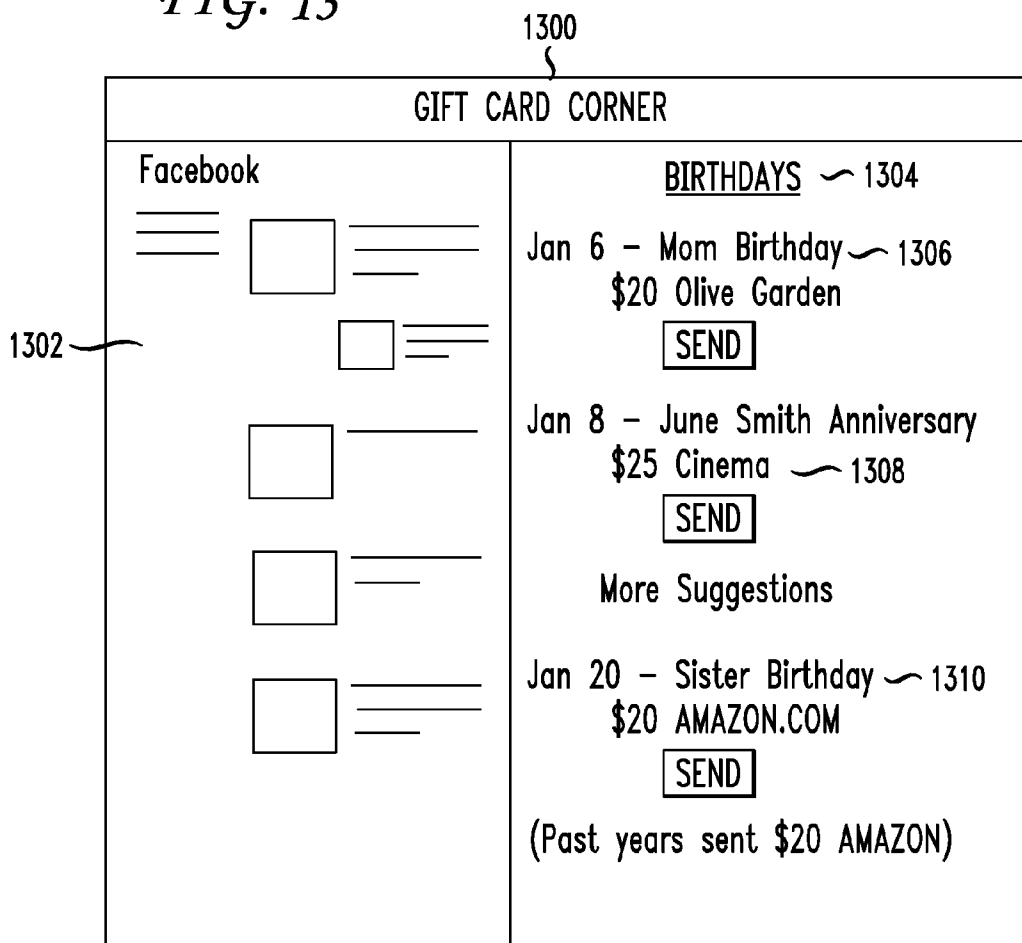 FIG. 13
1300
GIFT CARD CORNER
Facebook
1302
BIRTHDAYS 1304
Jan 6 - Mom Birthday 1306
$20 Olive Garden
SEND
Jan 8 - June Smith Anniversary
$25 Cinema 1308
SEND
More Suggestions
Jan 20 - Sister Birthday 1310
$20 AMAZON.COM
SEND
(Past years sent $20 AMAZON)